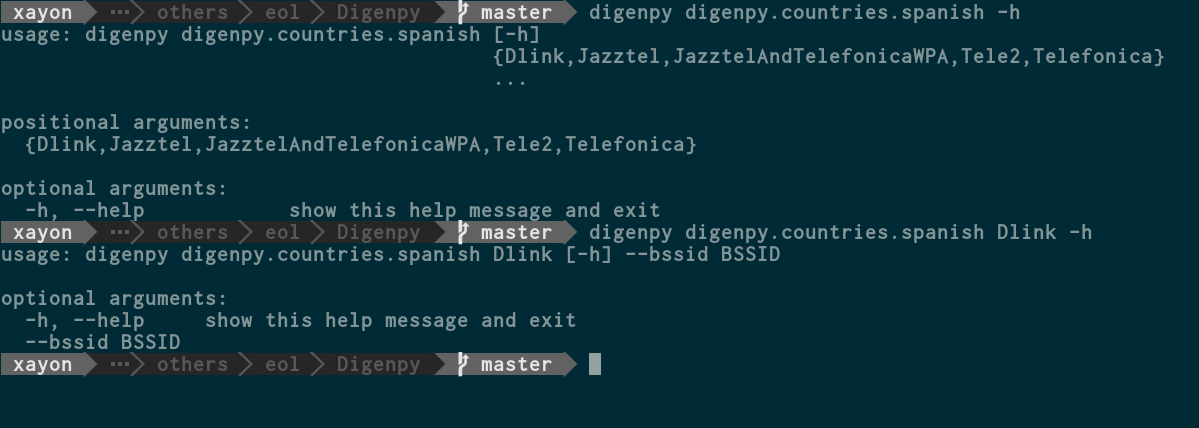 xayon ··· others eol Digenpy master digenpy digenpy.countries.spanish -h
usage: digenpy digenpy.countries.spanish [-h]
{Dlink,Jazztel,JazztelAndTelefonicaWPA,Tele2,Telefonica}
...
positional arguments:
{Dlink,Jazztel,JazztelAndTelefonicaWPA,Tele2,Telefonica}
optional arguments:
-h, --help show this help message and exit
xayon ··· others eol Digenpy master digenpy digenpy.countries.spanish Dlink -h
usage: digenpy digenpy.countries.spanish Dlink [-h] --bssid BSSID
optional arguments:
-h, --help show this help message and exit
--bssid BSSID
xayon ··· others eol Digenpy master